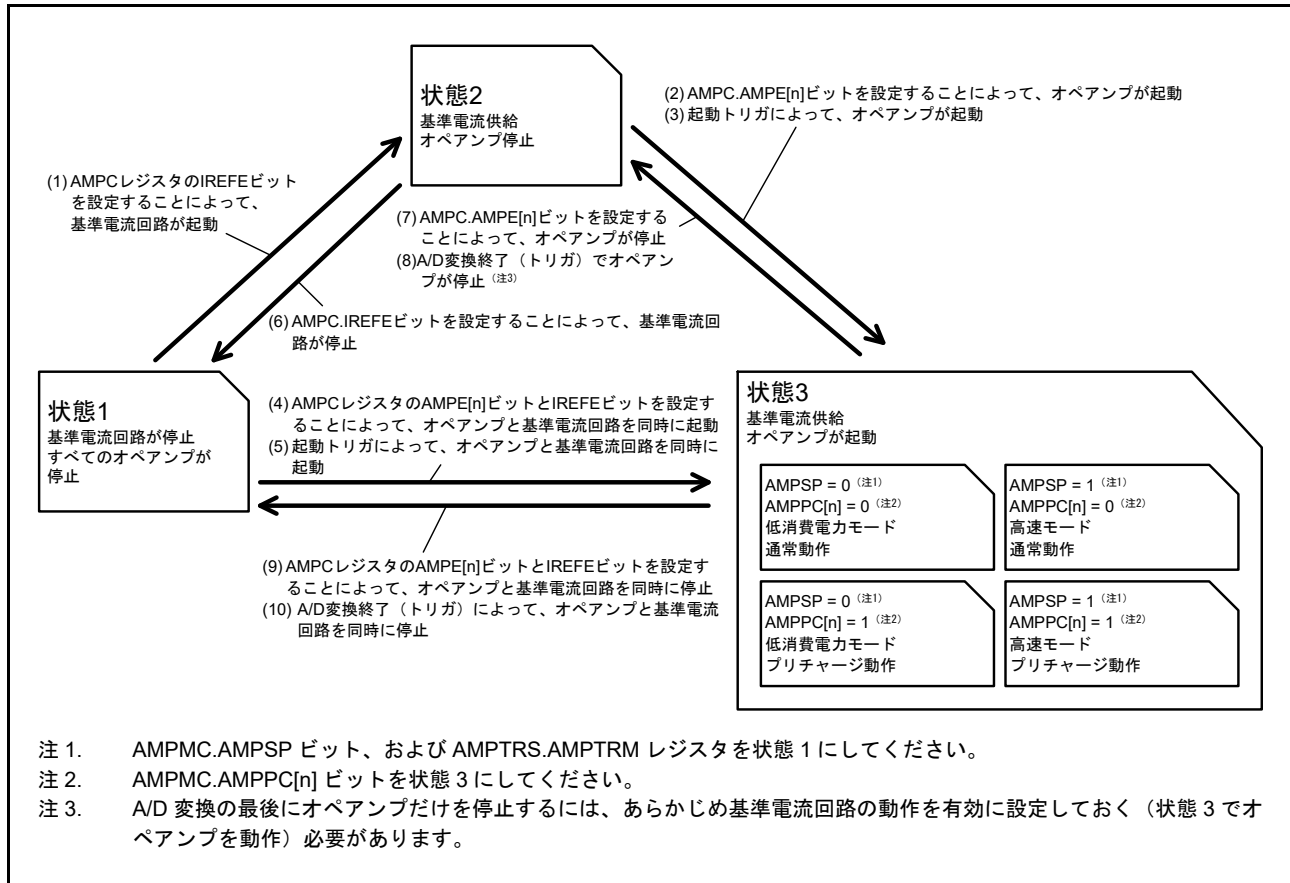 状態2
基準電流供給
オペアンプ停止
(2) AMPC.AMPE[n]ビットを設定することによって、オペアンプが起動
(3) 起動トリガによって、オペアンプが起動
(1) AMPCレジスタのIREFEビット
を設定することによって、
基準電流回路が起動
(7) AMPC.AMPE[n]ビットを設定する
ことによって、オペアンプが停止
(8)A/D変換終了（トリガ）でオペアン
プが停止（注3）
(6) AMPC.IREFEビットを設定することによって、基準電流回
路が停止
状態1
基準電流回路が停止
すべてのオペアンプが
停止
(4) AMPCレジスタのAMPE[n]ビットとIREFEビットを設定す
ることによって、オペアンプと基準電流回路を同時に起動
(5) 起動トリガによって、オペアンプと基準電流回路を同時に
起動
(9) AMPCレジスタのAMPE[n]ビットとIREFEビットを設定す
ることによって、オペアンプと基準電流回路を同時に停止
(10) A/D変換終了（トリガ）によって、オペアンプと基準電流
回路を同時に停止
状態3
基準電流供給
オペアンプが起動
AMPSP = 0（注1）
AMPPC[n] = 0（注2）
低消費電力モード
通常動作
AMPSP = 1（注1）
AMPPC[n] = 0（注2）
高速モード
通常動作
AMPSP = 0（注1）
AMPPC[n] = 1（注2）
低消費電力モード
プリチャージ動作
AMPSP = 1（注1）
AMPPC[n] = 1（注2）
高速モード
プリチャージ動作
注 1. AMPMC.AMPSP ビット、および AMPTRS.AMPTRM レジスタを状態 1 にしてください。
注 2. AMPMC.AMPPC[n] ビットを状態 3 にしてください。
注 3. A/D 変換の最後にオペアンプだけを停止するには、あらかじめ基準電流回路の動作を有効に設定しておく（状態 3 でオ
ペアンプを動作）必要があります。